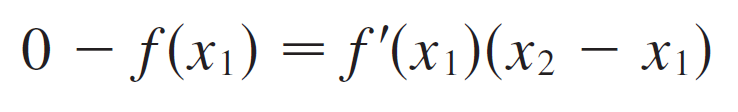 0 − f(x₁) = f′(x₁)(x₂ − x₁)